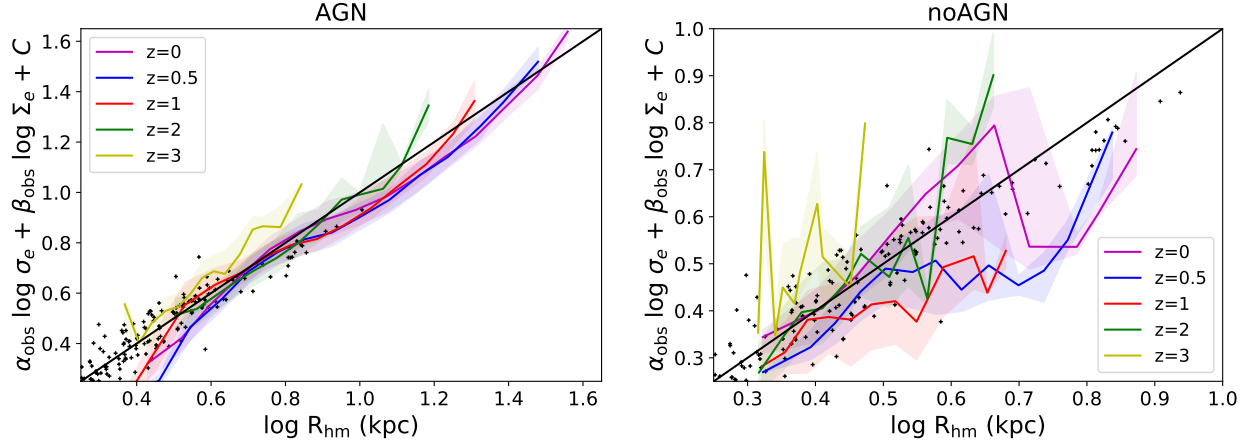 AGN
α_obs log σ_e + β_obs log Σ_e + C
1.6
1.4
1.2
1.0
0.8
0.6
0.4
z=0
z=0.5
z=1
z=2
z=3
0.4 0.6 0.8 1.0 1.2 1.4 1.6
log R_hm (kpc)
noAGN
α_obs log σ_e + β_obs log Σ_e + C
1.0
0.9
0.8
0.7
0.6
0.5
0.4
0.3
z=0
z=0.5
z=1
z=2
z=3
0.3 0.4 0.5 0.6 0.7 0.8 0.9 1.0
log R_hm (kpc)